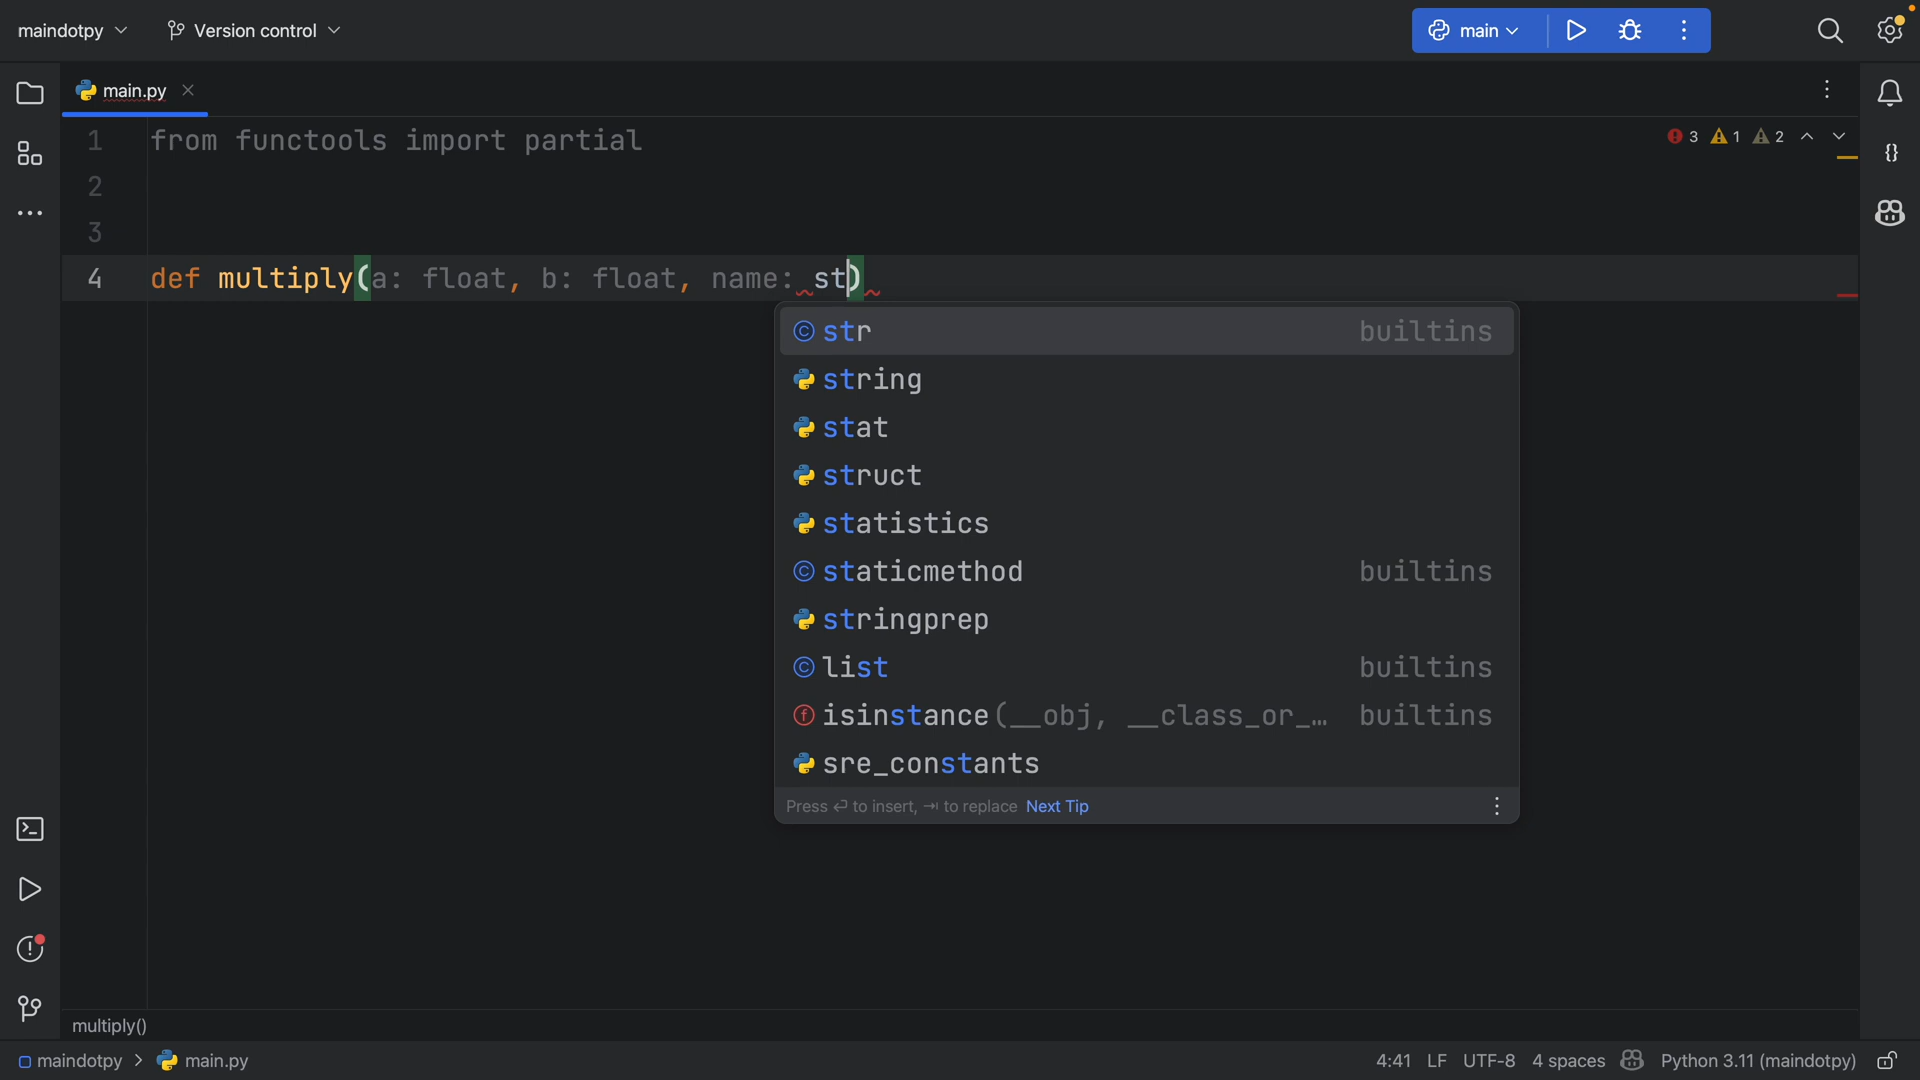 maindotpy Version control main
main.py
1 from functools import partial
3 1 2
2
3
4 def multiply(a: float, b: float, name: st)
str builtins
string
stat
struct
statistics
staticmethod builtins
stringprep
list builtins
isinstance(__obj, __class_or_… builtins
sre_constants
Press ↵ to insert, ⇥ to replace Next Tip
multiply()
maindotpy > main.py 4:41 LF UTF-8 4 spaces Python 3.11 (maindotpy)